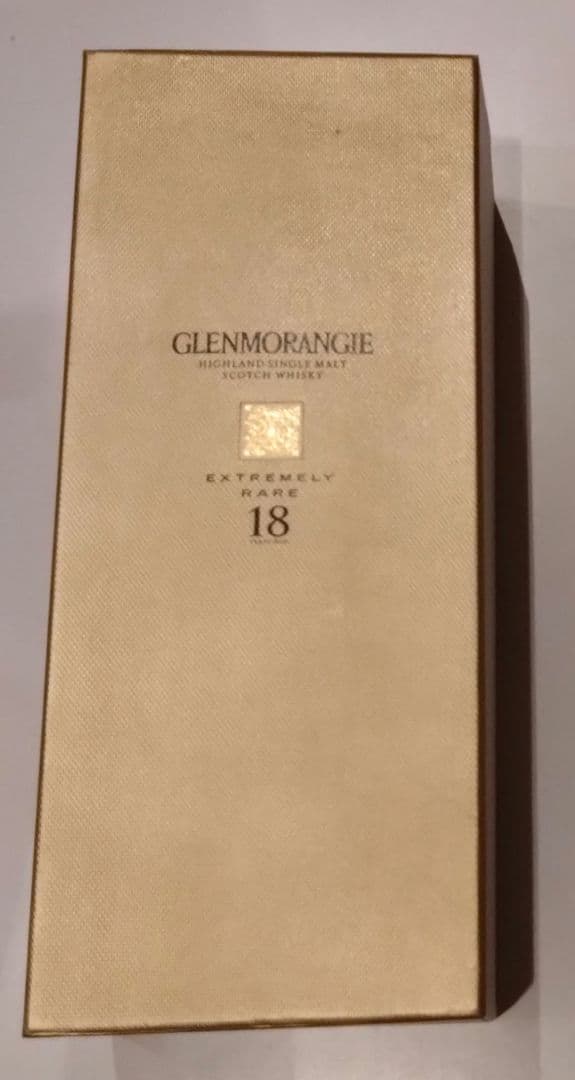 GLENMORANGIE
HIGHLAND SINGLE MALT
SCOTCH WHISKY
EXTREMELY
RARE
18